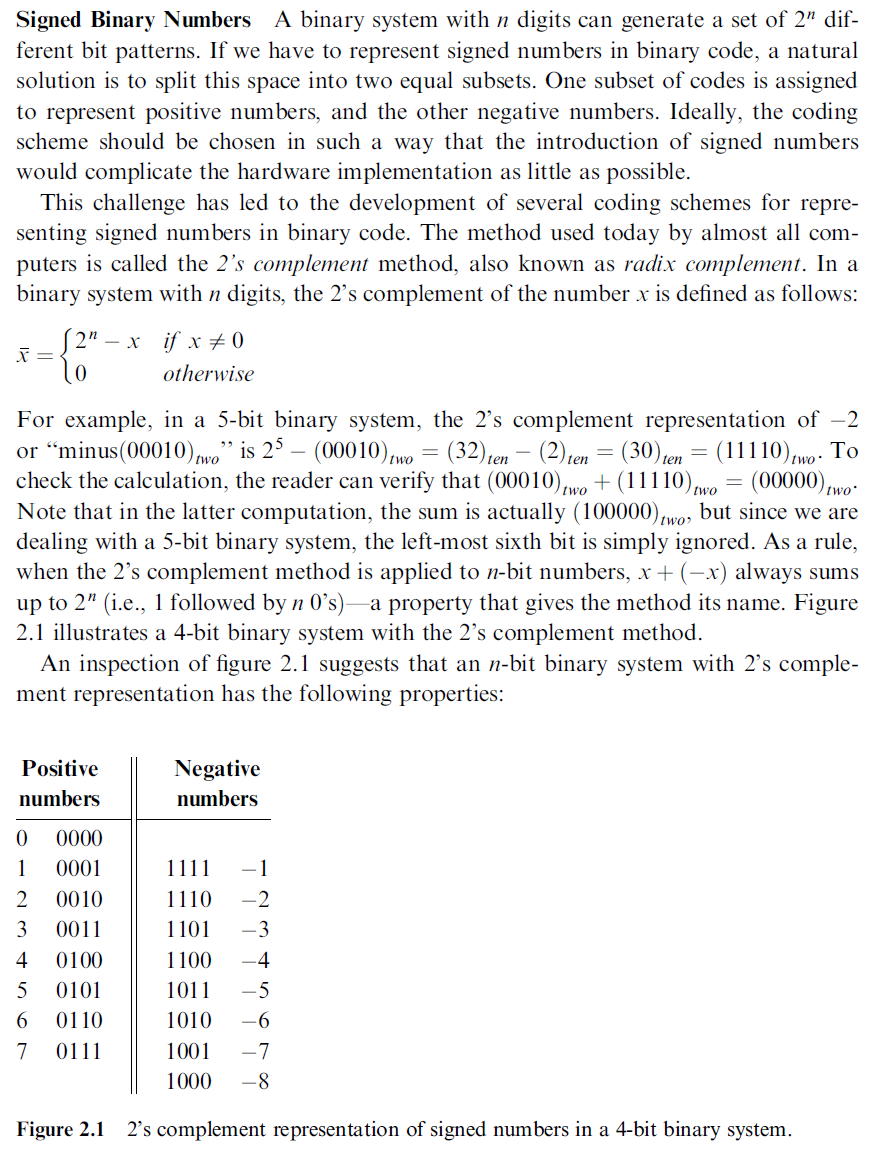 Signed Binary Numbers A binary system with n digits can generate a set of 2ⁿ dif-
ferent bit patterns. If we have to represent signed numbers in binary code, a natural
solution is to split this space into two equal subsets. One subset of codes is assigned
to represent positive numbers, and the other negative numbers. Ideally, the coding
scheme should be chosen in such a way that the introduction of signed numbers
would complicate the hardware implementation as little as possible.
This challenge has led to the development of several coding schemes for repre-
senting signed numbers in binary code. The method used today by almost all com-
puters is called the 2's complement method, also known as radix complement. In a
binary system with n digits, the 2's complement of the number x is defined as follows:
x̄ = { 2ⁿ − x if x ≠ 0
0 otherwise
For example, in a 5-bit binary system, the 2's complement representation of −2
or “minus(00010)two” is 2⁵ − (00010)two = (32)ten − (2)ten = (30)ten = (11110)two. To
check the calculation, the reader can verify that (00010)two + (11110)two = (00000)two.
Note that in the latter computation, the sum is actually (100000)two, but since we are
dealing with a 5-bit binary system, the left-most sixth bit is simply ignored. As a rule,
when the 2's complement method is applied to n-bit numbers, x + (−x) always sums
up to 2ⁿ (i.e., 1 followed by n 0's)—a property that gives the method its name. Figure
2.1 illustrates a 4-bit binary system with the 2's complement method.
An inspection of figure 2.1 suggests that an n-bit binary system with 2's comple-
ment representation has the following properties:
Positive Negative
numbers numbers
0 0000
1 0001 1111 −1
2 0010 1110 −2
3 0011 1101 −3
4 0100 1100 −4
5 0101 1011 −5
6 0110 1010 −6
7 0111 1001 −7
1000 −8
Figure 2.1 2's complement representation of signed numbers in a 4-bit binary system.